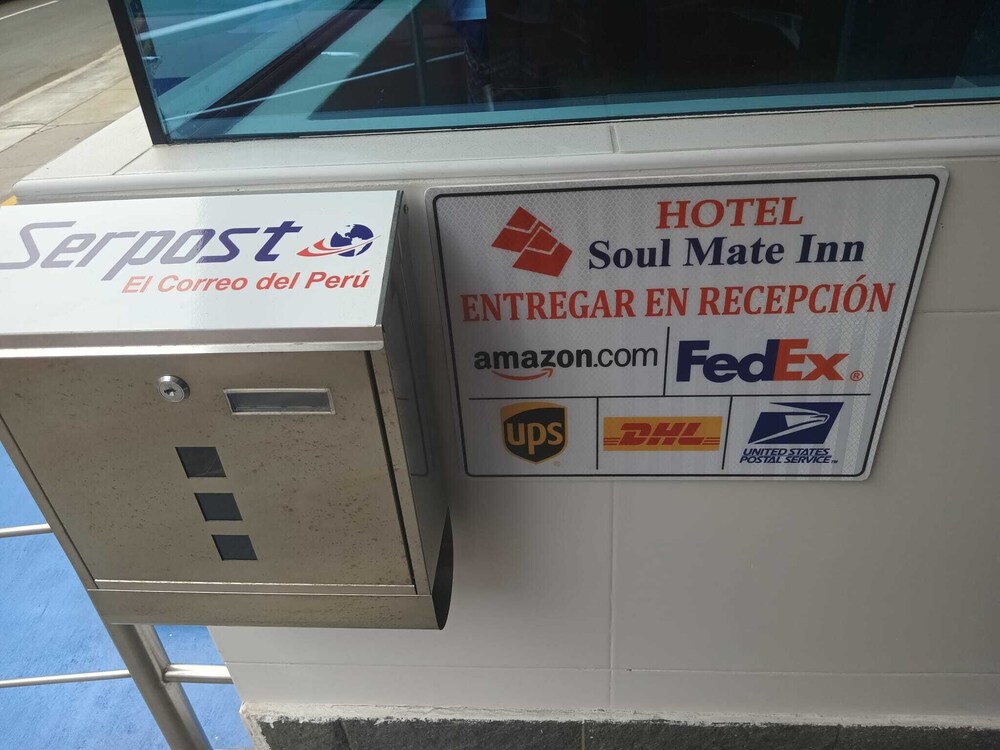 Serpost
El Correo del Perú
HOTEL
Soul Mate Inn
ENTREGAR EN RECEPCIÓN
amazon.com
FedEx®
ups
DHL
UNITED STATES
POSTAL SERVICE™